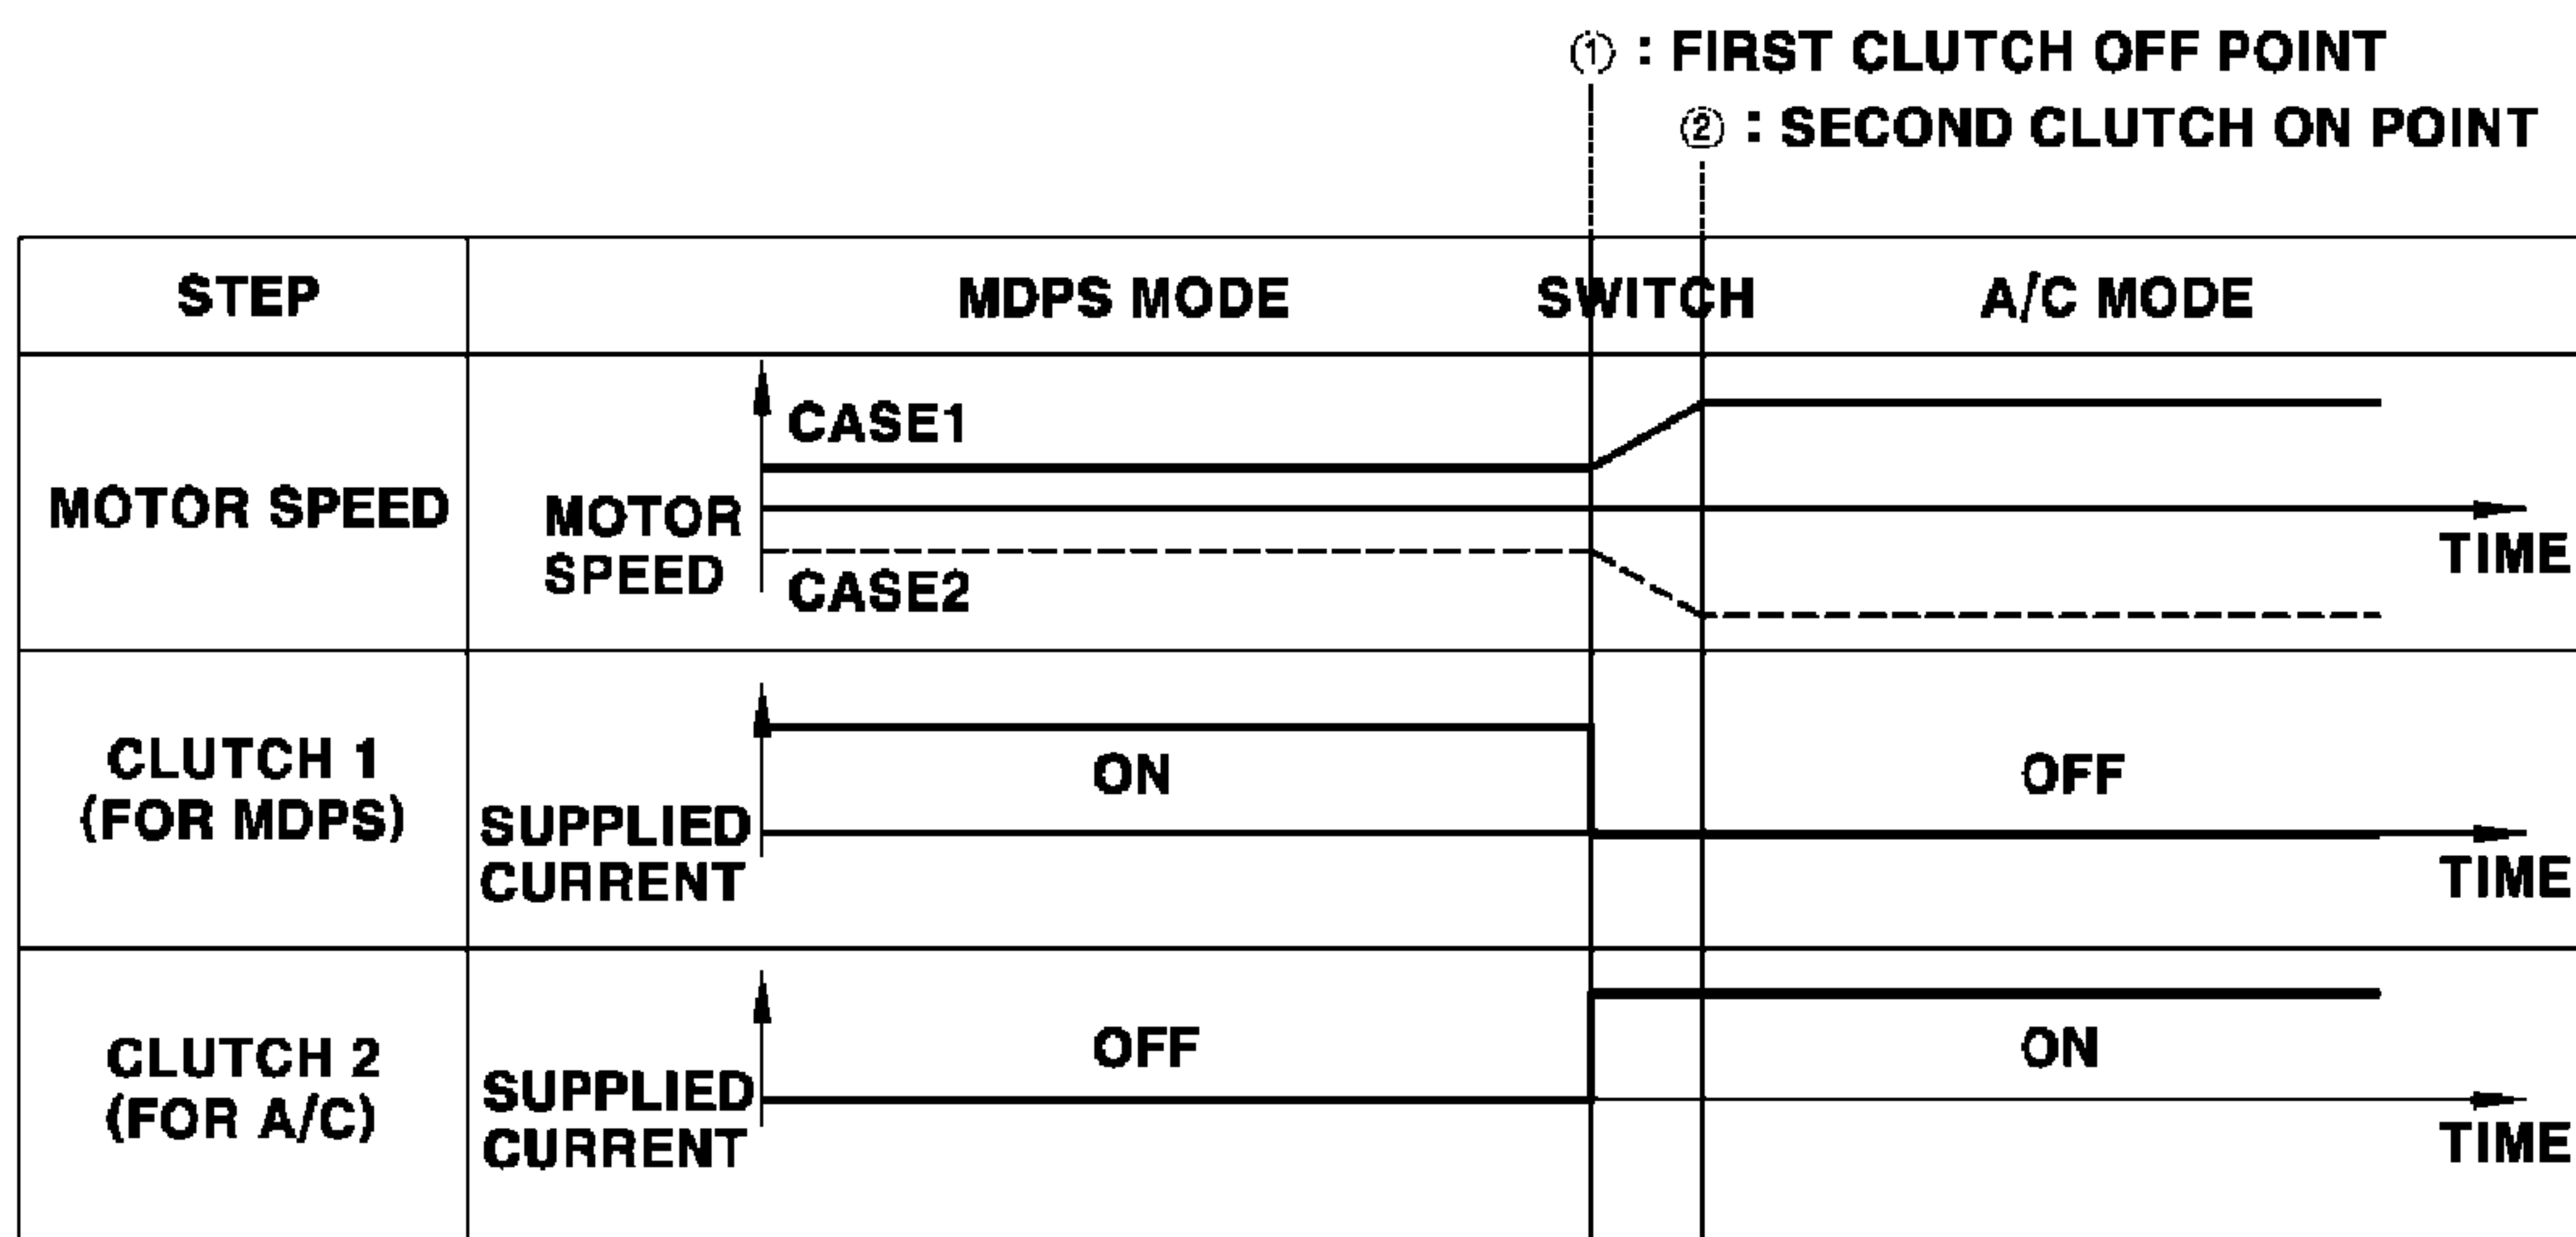 ① : FIRST CLUTCH OFF POINT
② : SECOND CLUTCH ON POINT
STEP
MDPS MODE
SWITCH
A/C MODE
MOTOR SPEED
MOTOR
SPEED
CASE1
CASE2
TIME
CLUTCH 1
(FOR MDPS)
SUPPLIED
CURRENT
ON
OFF
TIME
CLUTCH 2
(FOR A/C)
SUPPLIED
CURRENT
OFF
ON
TIME